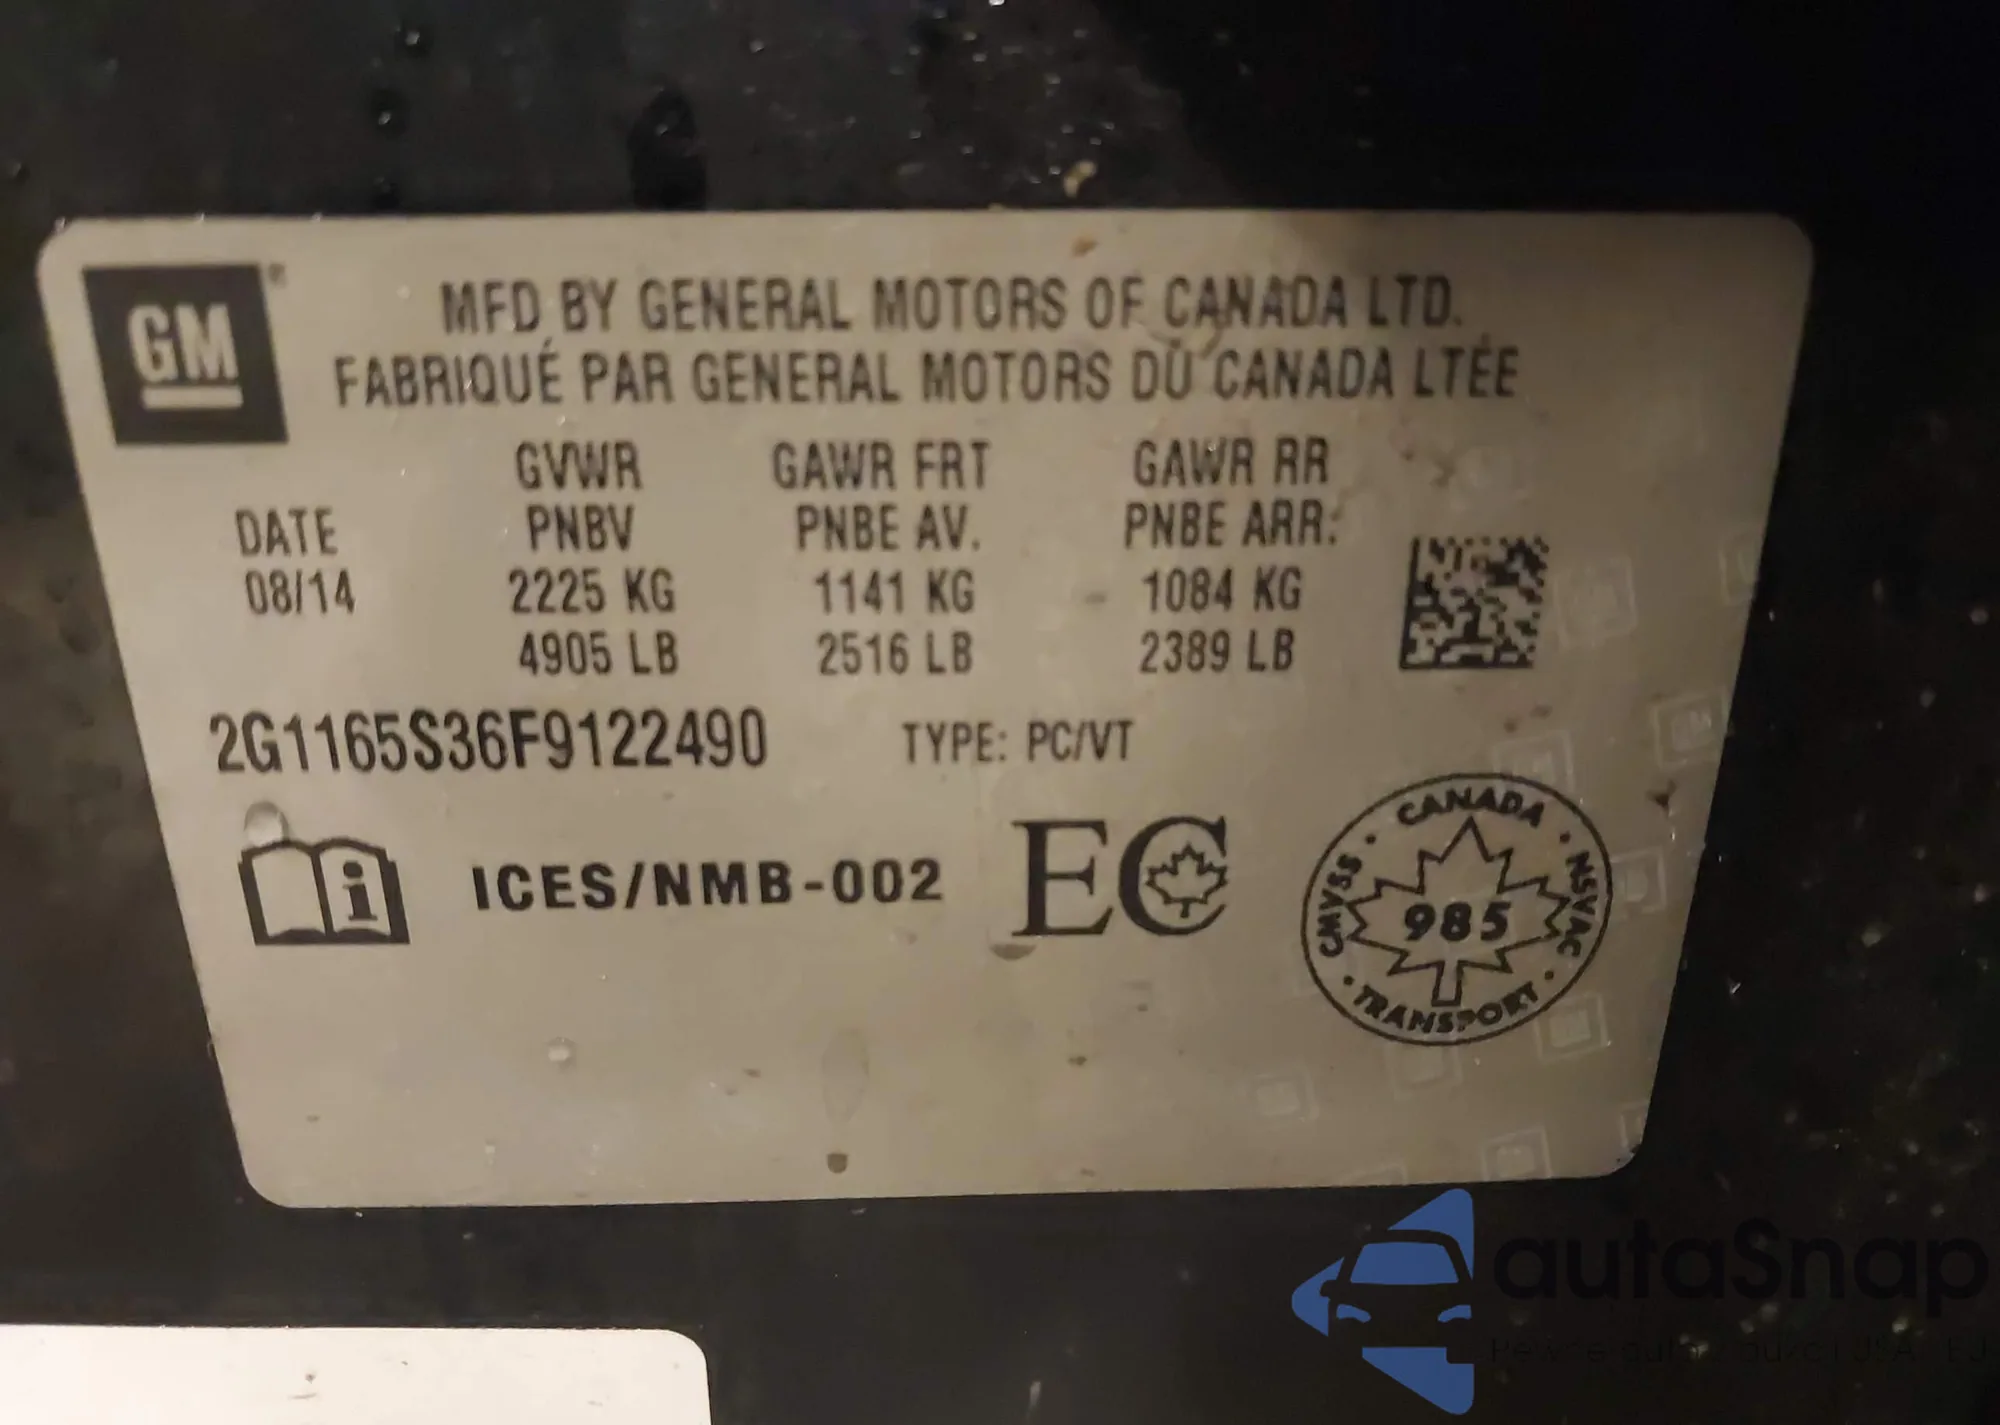 GM
MFD BY GENERAL MOTORS OF CANADA LTD.
FABRIQUÉ PAR GENERAL MOTORS DU CANADA LTÉE
GVWR GAWR FRT GAWR RR
DATE PNBV PNBE AV. PNBE ARR:
08/14 2225 KG 1141 KG 1084 KG
4905 LB 2516 LB 2389 LB
2G1165S36F9122490 TYPE: PC/VT
i ICES/NMB-002 EC
CANADA
CMVSS 985 NSVAC
TRANSPORT
autaSnap